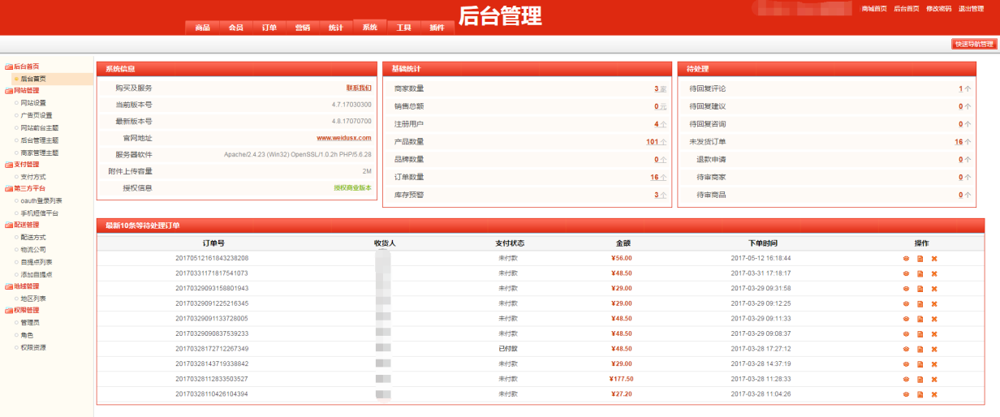 后台管理
商城首页 后台首页 修改密码 退出管理
商品 会员 订单 营销 统计 系统 工具 插件
快速导航管理
后台首页
后台首页
网站管理
网站设置
广告页设置
网站前台主题
后台管理主题
商家管理主题
支付管理
支付方式
第三方平台
oauth登录列表
手机短信平台
配送管理
配送方式
物流公司
自提点列表
添加自提点
地域管理
地区列表
权限管理
管理员
角色
权限资源
系统信息
购买及服务 联系我们
当前版本号 4.7.17030300
最新版本号 4.8.17070700
官网地址 www.weidusx.com
服务器软件 Apache/2.4.23 (Win32) OpenSSL/1.0.2h PHP/5.6.28
附件上传容量 2M
授权信息 授权商业版本
基础统计
商家数量 3 家
销售总额 0 元
注册用户 4 个
产品数量 101 个
品牌数量 0 个
订单数量 16 个
库存预警 3 个
待处理
待回复评论 1 个
待回复建议 0 个
待回复咨询 0 个
未发货订单 16 个
退款申请 0 个
待审商家 0 个
待审商品 0 个
最新10条等待处理订单
订单号 收货人 支付状态 金额 下单时间 操作
20170512161843238208 未付款 ¥56.00 2017-05-12 16:18:44
20170331171817541073 未付款 ¥48.50 2017-03-31 17:18:17
20170329093158801943 未付款 ¥29.00 2017-03-29 09:31:58
20170329091225216345 未付款 ¥29.00 2017-03-29 09:12:25
20170329091133728005 未付款 ¥48.50 2017-03-29 09:11:33
20170329090837539233 未付款 ¥48.50 2017-03-29 09:08:37
20170328172712267349 已付款 ¥48.50 2017-03-28 17:27:12
20170328143719338842 未付款 ¥29.00 2017-03-28 14:37:19
20170328112833503527 未付款 ¥177.50 2017-03-28 11:28:33
20170328110426104394 未付款 ¥27.20 2017-03-28 11:04:26